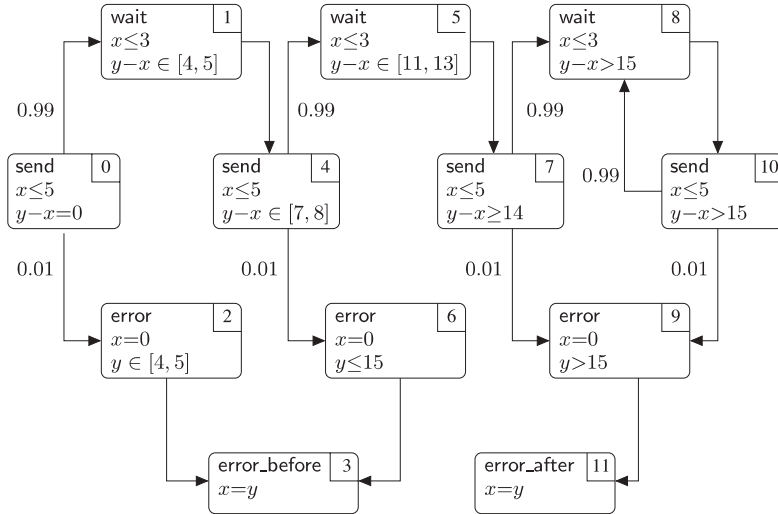 wait 1
x≤3
y−x ∈ [4, 5]
wait 5
x≤3
y−x ∈ [11, 13]
wait 8
x≤3
y−x>15
0.99
0.99
0.99
0.99
send 0
x≤5
y−x=0
send 4
x≤5
y−x ∈ [7, 8]
send 7
x≤5
y−x≥14
send 10
x≤5
y−x>15
0.01
0.01
0.01
0.01
error 2
x=0
y ∈ [4, 5]
error 6
x=0
y≤15
error 9
x=0
y>15
error_before 3
x=y
error_after 11
x=y